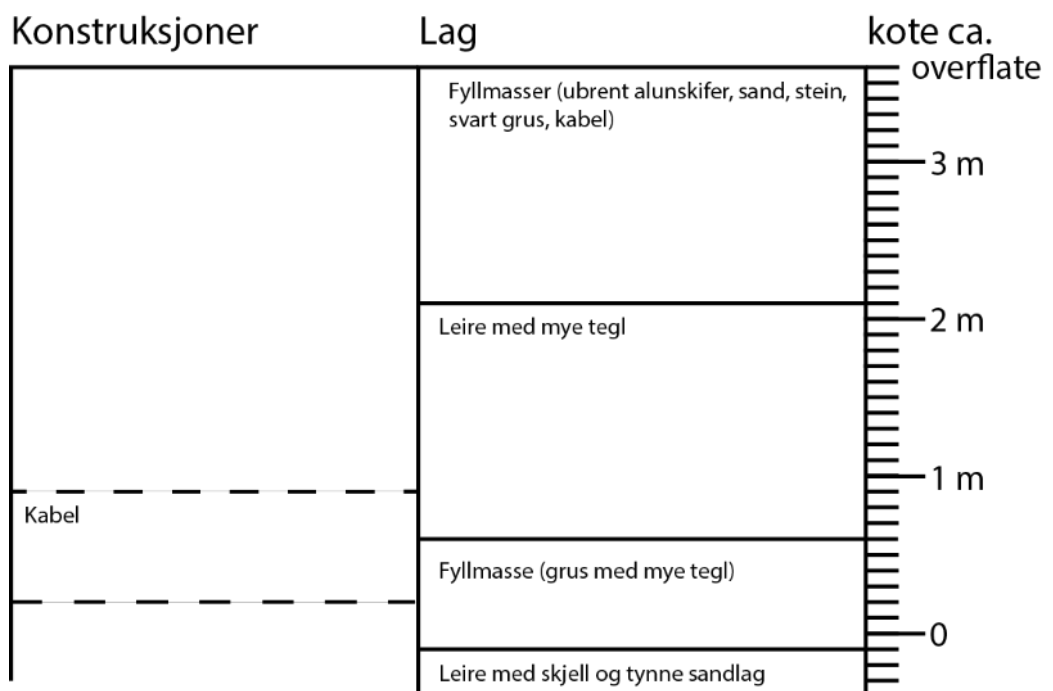 Konstruksjoner
Lag
kote ca.
overflate
Fyllmasser (ubrent alunskifer, sand, stein,
svart grus, kabel)
3 m
2 m
Leire med mye tegl
1 m
Kabel
Fyllmasse (grus med mye tegl)
0
Leire med skjell og tynne sandlag